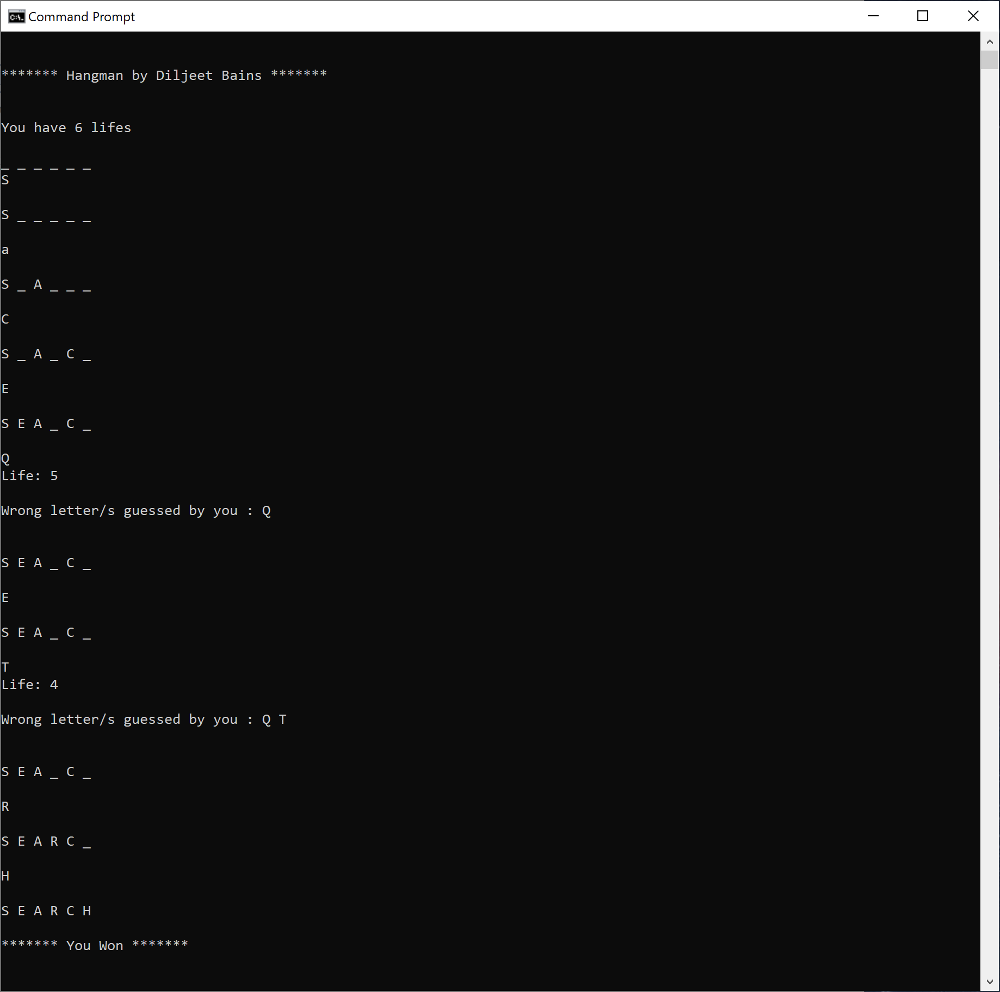 Command Prompt
******* Hangman by Diljeet Bains *******
You have 6 lifes
_ _ _ _ _ _
S
S _ _ _ _ _
a
S _ A _ _ _
C
S _ A _ C _
E
S E A _ C _
Q
Life: 5
Wrong letter/s guessed by you : Q
S E A _ C _
E
S E A _ C _
T
Life: 4
Wrong letter/s guessed by you : Q T
S E A _ C _
R
S E A R C _
H
S E A R C H
******* You Won *******